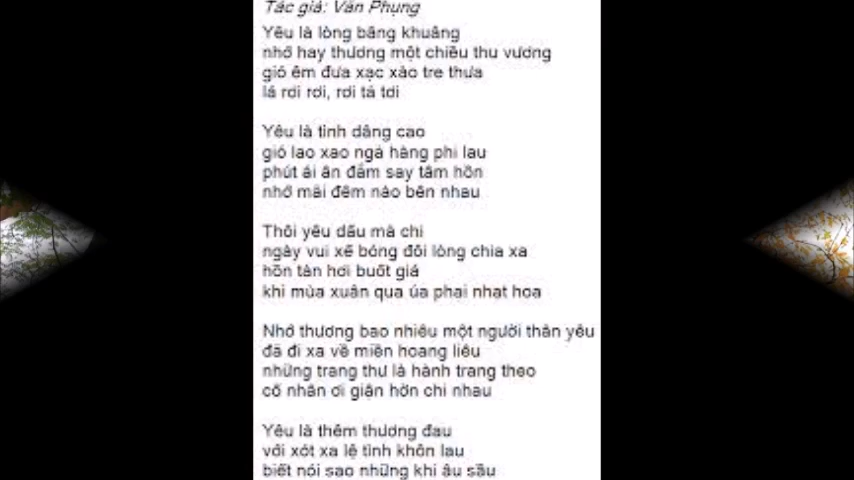 Tác giả: Văn Phụng
Yêu là lòng bâng khuâng
nhớ hay thương một chiều thu vương
gió êm đưa xạc xào tre thưa
lá rơi rơi, rơi tả tơi
Yêu là tình dâng cao
gió lao xao ngả hàng phi lau
phút ái ân đắm say tâm hồn
nhớ mãi đêm nào bên nhau
Thôi yêu dấu mà chi
ngày vui xế bóng đôi lòng chia xa
hồn tàn hơi buốt giá
khi mùa xuân qua úa phai nhạt hoa
Nhớ thương bao nhiêu một người thân yêu
đã đi xa về miền hoang liêu
những trang thư là hành trang theo
cố nhân ơi giận hờn chi nhau
Yêu là thêm thương đau
với xót xa lệ tình khôn lau
biết nói sao những khi âu sầu